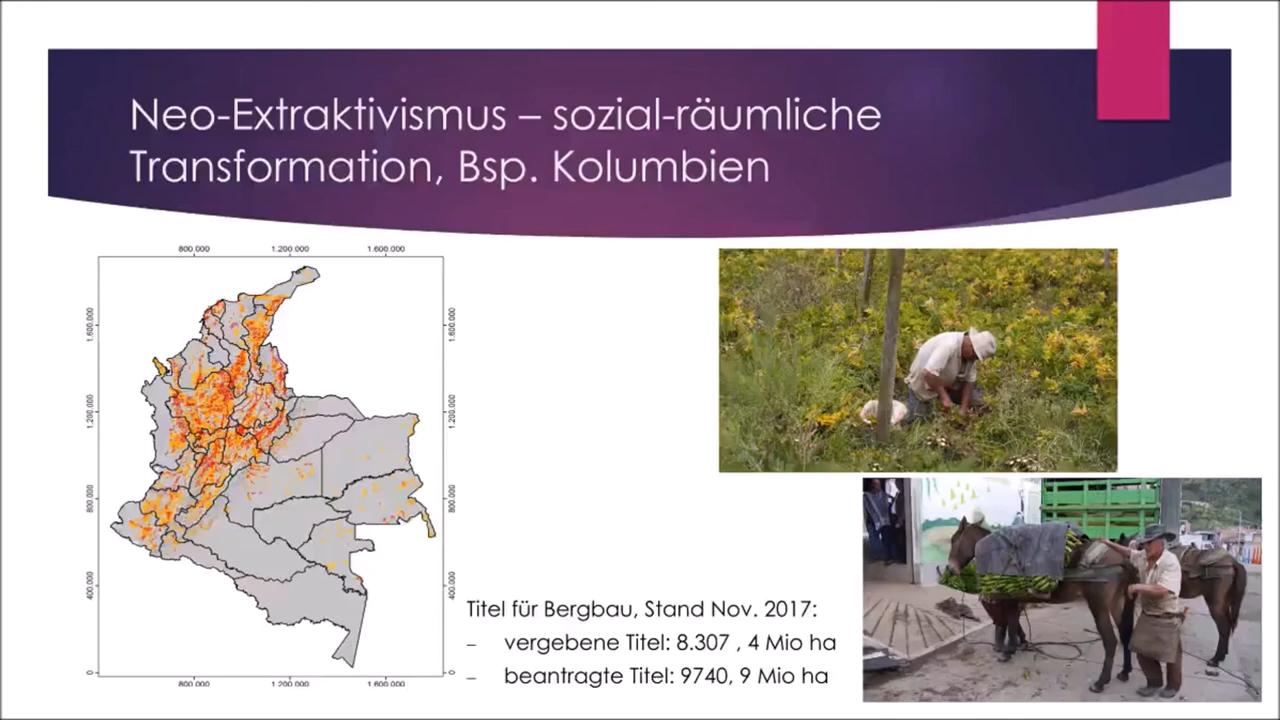 Neo-Extraktivismus – sozial-räumliche
Transformation, Bsp. Kolumbien
800.000 1.200.000 1.600.000
1.600.000 1.600.000
1.200.000 1.200.000
800.000 800.000
400.000 400.000
0 0
800.000 1.200.000 1.600.000
Titel für Bergbau, Stand Nov. 2017:
– vergebene Titel: 8.307 , 4 Mio ha
– beantragte Titel: 9740, 9 Mio ha